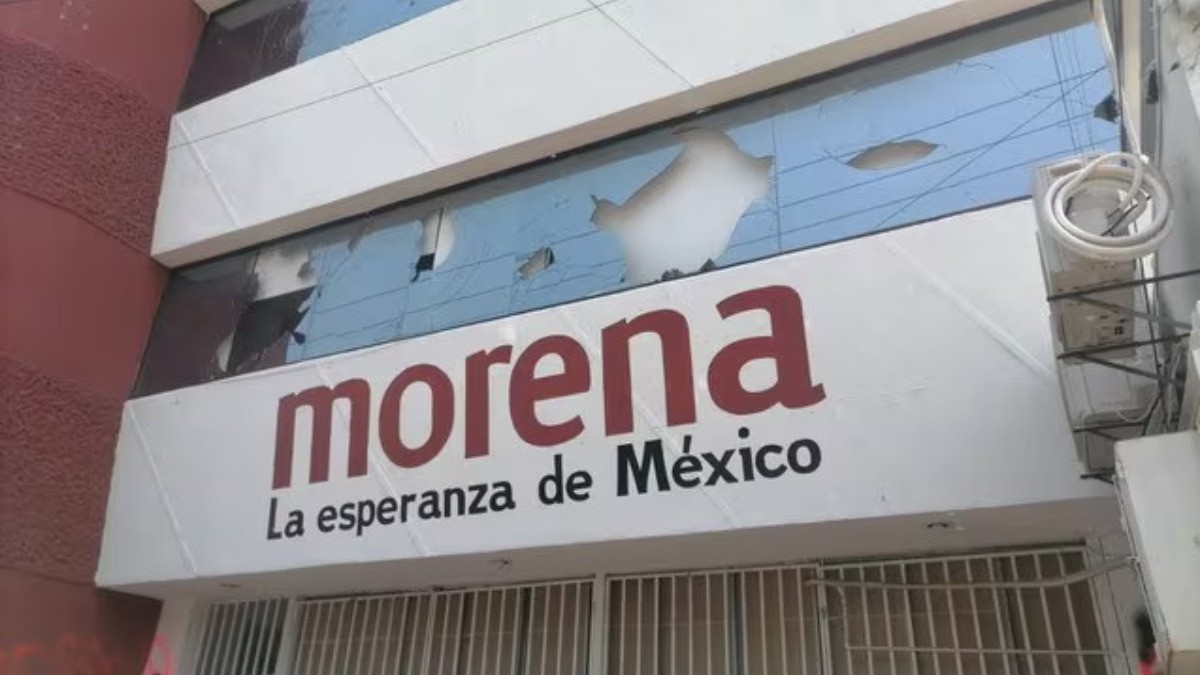 morena
La esperanza de México